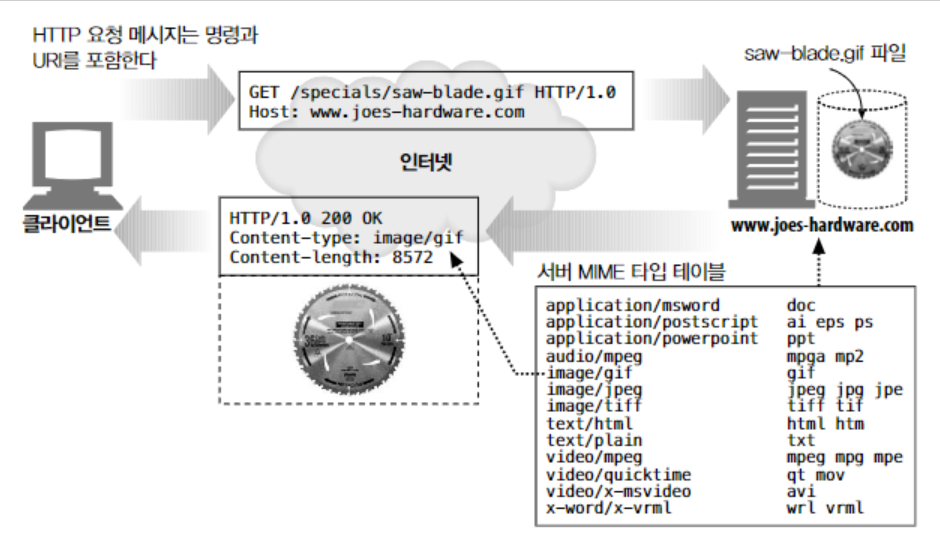 HTTP 요청 메시지는 명령과
URI를 포함한다
saw-blade.gif 파일
GET /specials/saw-blade.gif HTTP/1.0
Host: www.joes-hardware.com
인터넷
클라이언트
HTTP/1.0 200 OK
Content-type: image/gif
Content-length: 8572
www.joes-hardware.com
서버 MIME 타입 테이블
application/msword doc
application/postscript ai eps ps
application/powerpoint ppt
audio/mpeg mpga mp2
image/gif gif
image/jpeg jpeg jpg jpe
image/tiff tiff tif
text/html html htm
text/plain txt
video/mpeg mpeg mpg mpe
video/quicktime qt mov
video/x-msvideo avi
x-word/x-vrml wrl vrml